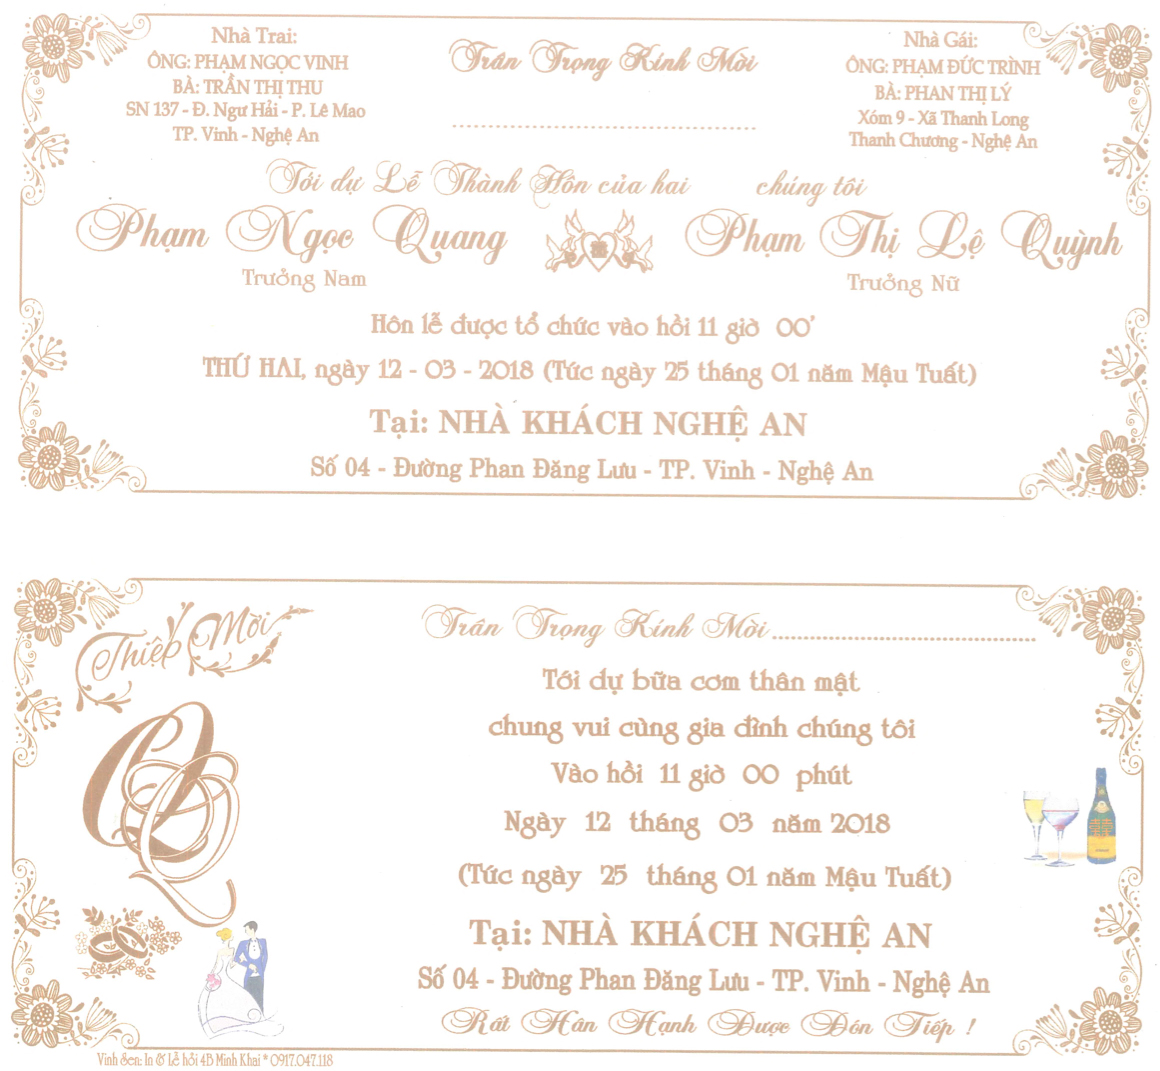 Nhà Trai:
ÔNG: PHẠM NGỌC VINH
BÀ: TRẦN THỊ THU
SN 137 - Đ. Ngư Hải - P. Lê Mao
TP. Vinh - Nghệ An
Trân Trọng Kính Mời
Nhà Gái:
ÔNG: PHẠM ĐỨC TRÌNH
BÀ: PHAN THỊ LÝ
Xóm 9 - Xã Thanh Long
Thanh Chương - Nghệ An
Tới dự Lễ Thành Hôn của hai chúng tôi
Phạm Ngọc Quang
Trưởng Nam
Phạm Thị Lệ Quỳnh
Trưởng Nữ
Hôn lễ được tổ chức vào hồi 11 giờ 00'
THỨ HAI, ngày 12 - 03 - 2018 (Tức ngày 25 tháng 01 năm Mậu Tuất)
Tại: NHÀ KHÁCH NGHỆ AN
Số 04 - Đường Phan Đăng Lưu - TP. Vinh - Nghệ An
Thiệp Mời
QQ
Trân Trọng Kính Mời
Tới dự bữa cơm thân mật
chung vui cùng gia đình chúng tôi
Vào hồi 11 giờ 00 phút
Ngày 12 tháng 03 năm 2018
(Tức ngày 25 tháng 01 năm Mậu Tuất)
Tại: NHÀ KHÁCH NGHỆ AN
Số 04 - Đường Phan Đăng Lưu - TP. Vinh - Nghệ An
Rất Hân Hạnh Được Đón Tiếp !
Vinh Sen: In & Lễ hồi 4B Minh Khai * 0917.047.118